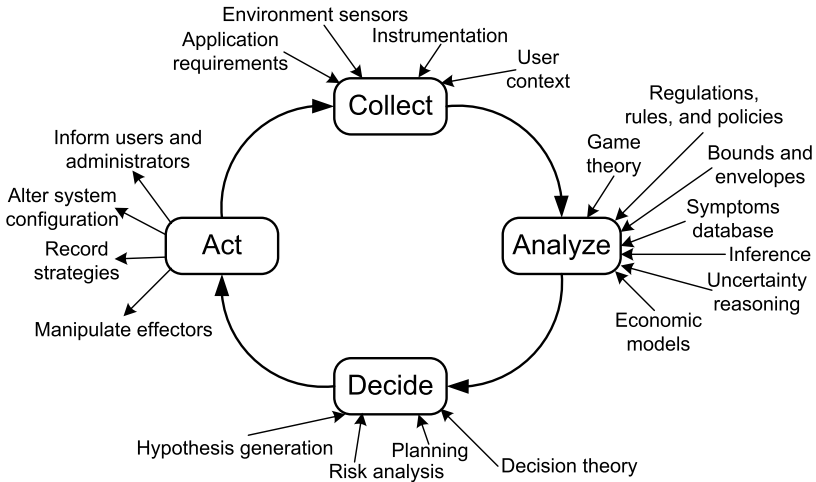 Environment sensors
Application
requirements
Instrumentation
User
context
Collect
Regulations,
rules, and policies
Game
theory
Bounds and
envelopes
Symptoms
database
Inference
Uncertainty
reasoning
Economic
models
Analyze
Inform users and
administrators
Alter system
configuration
Record
strategies
Manipulate effectors
Act
Decide
Hypothesis generation
Risk analysis
Planning
Decision theory